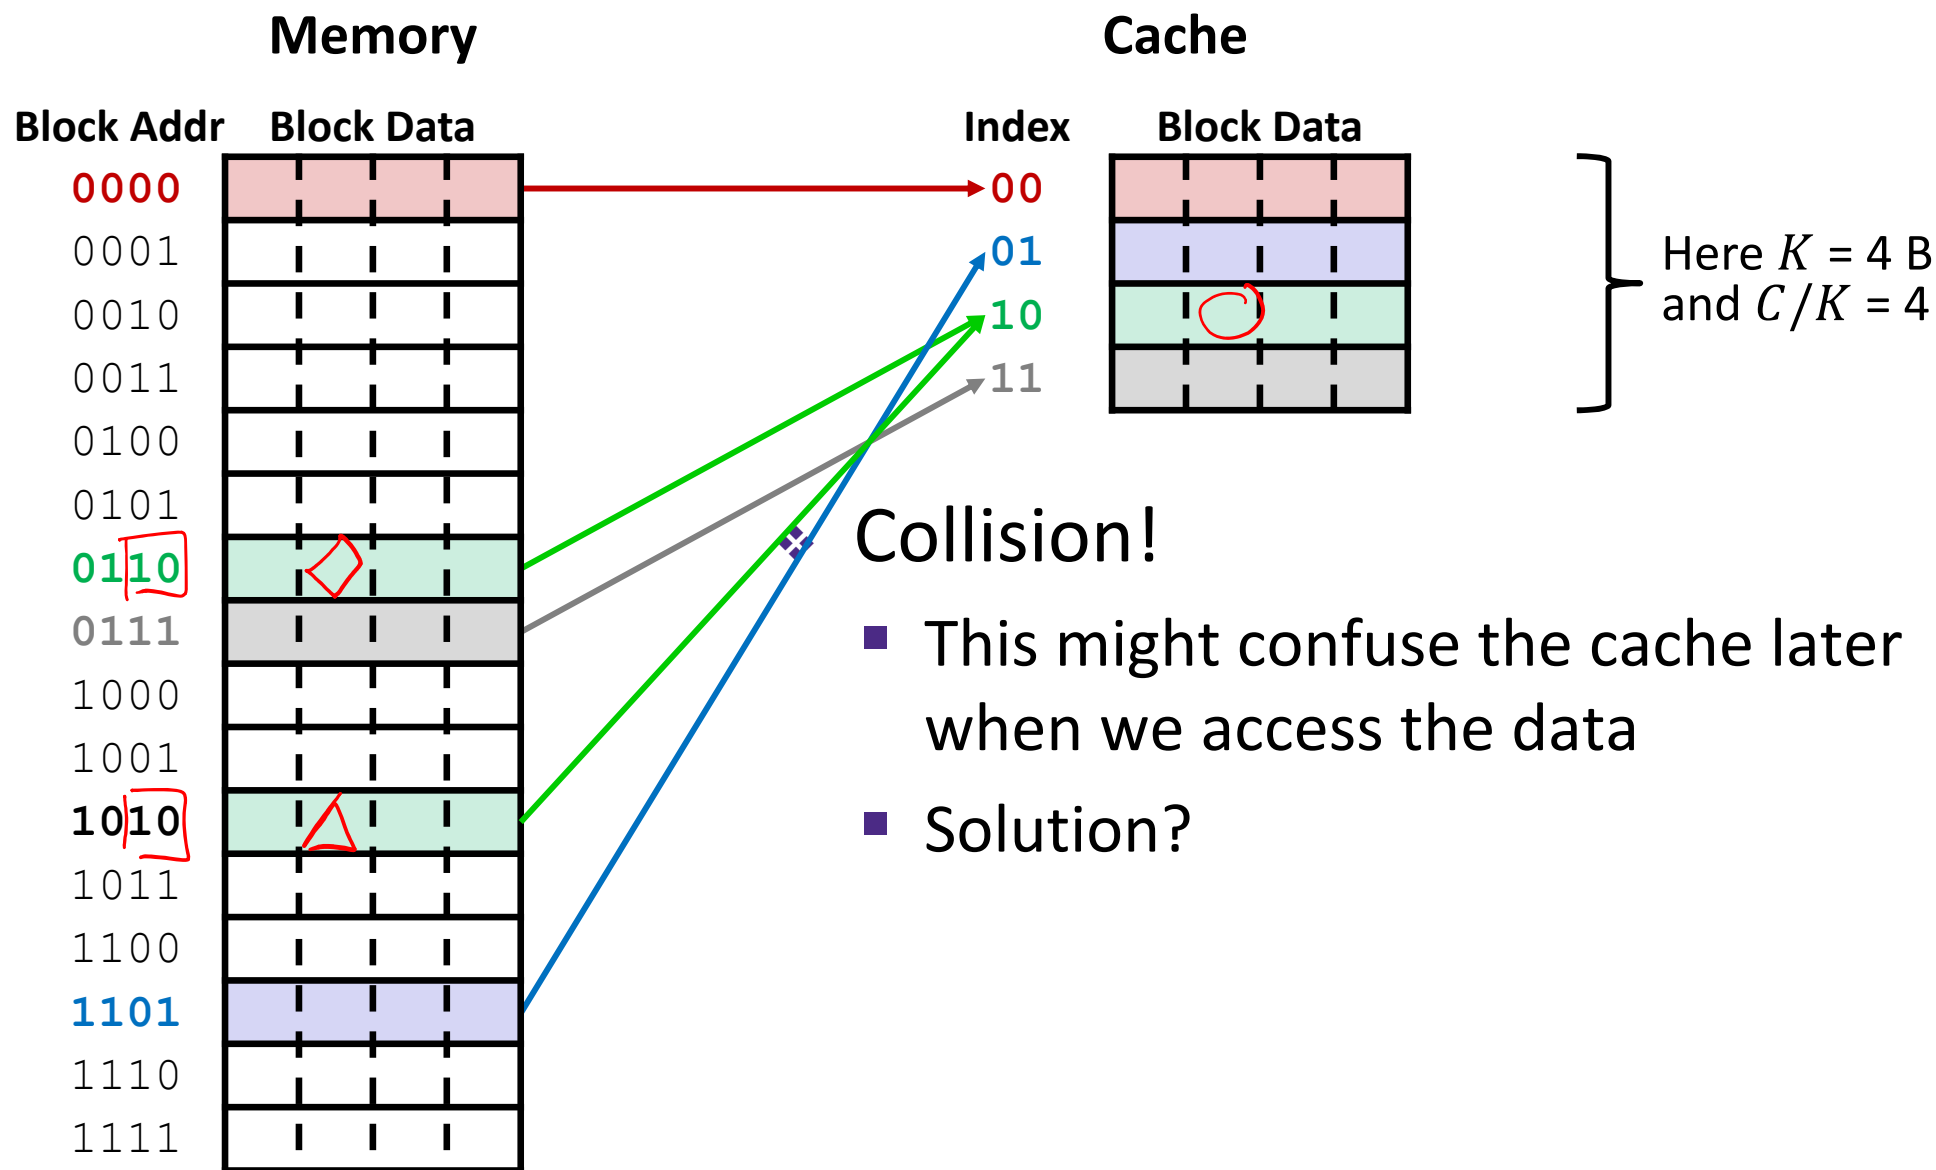 Memory Cache
Block Addr Block Data Index Block Data
0000 00
0001 01
0010 10
0011 11
0100
0101
0110
0111
1000
1001
1010
1011
1100
1101
1110
1111
Here K = 4 B
and C/K = 4
Collision!
This might confuse the cache later
when we access the data
Solution?